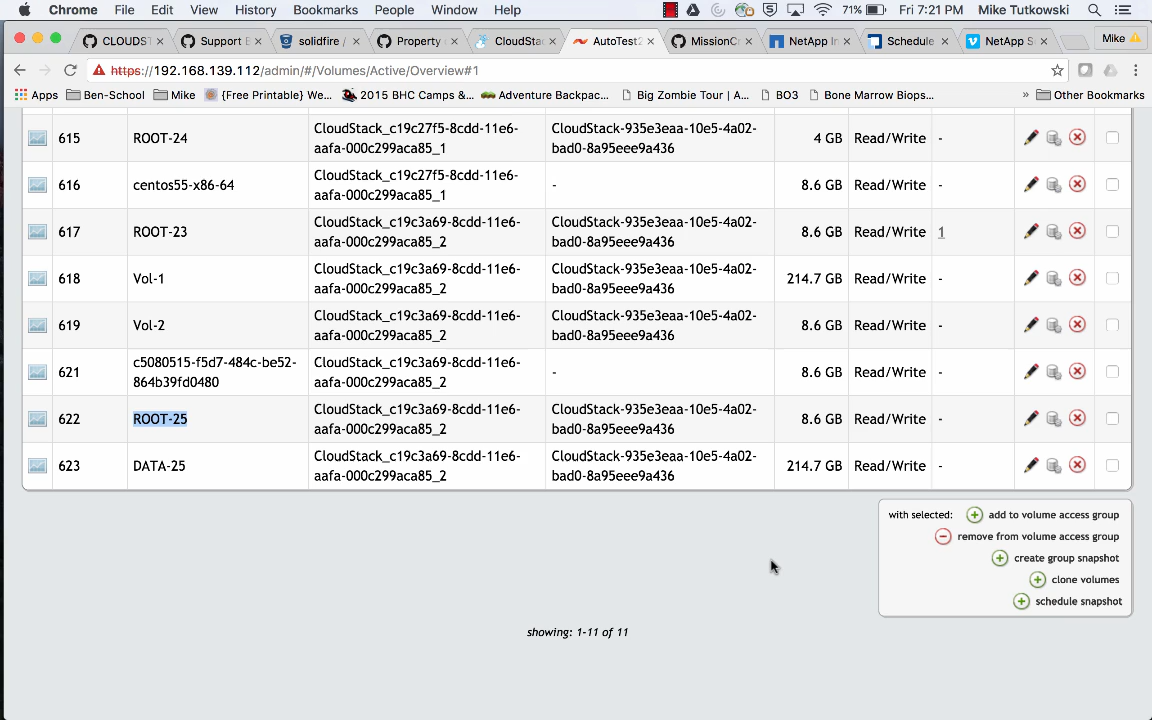 Chrome File Edit View History Bookmarks People Window Help 71% Fri 7:21 PM Mike Tutkowski
CLOUDST Support B solidfire / Property CloudStac AutoTest2 MissionCr NetApp In Schedule NetApp S Mike
https://192.168.139.112/admin/#/Volumes/Active/Overview#1
Apps Ben-School Mike {Free Printable} We... 2015 BHC Camps &... Adventure Backpac... Big Zombie Tour | A... BO3 Bone Marrow Biops... » Other Bookmarks
615 ROOT-24 CloudStack_c19c27f5-8cdd-11e6- CloudStack-935e3eaa-10e5-4a02- 4 GB Read/Write -
aafa-000c299aca85_1 bad0-8a95eee9a436
616 centos55-x86-64 CloudStack_c19c27f5-8cdd-11e6- - 8.6 GB Read/Write -
aafa-000c299aca85_1
617 ROOT-23 CloudStack_c19c3a69-8cdd-11e6- CloudStack-935e3eaa-10e5-4a02- 8.6 GB Read/Write 1
aafa-000c299aca85_2 bad0-8a95eee9a436
618 Vol-1 CloudStack_c19c3a69-8cdd-11e6- CloudStack-935e3eaa-10e5-4a02- 214.7 GB Read/Write -
aafa-000c299aca85_2 bad0-8a95eee9a436
619 Vol-2 CloudStack_c19c3a69-8cdd-11e6- CloudStack-935e3eaa-10e5-4a02- 8.6 GB Read/Write -
aafa-000c299aca85_2 bad0-8a95eee9a436
621 c5080515-f5d7-484c-be52- CloudStack_c19c3a69-8cdd-11e6- - 8.6 GB Read/Write -
864b39fd0480 aafa-000c299aca85_2
622 ROOT-25 CloudStack_c19c3a69-8cdd-11e6- CloudStack-935e3eaa-10e5-4a02- 8.6 GB Read/Write -
aafa-000c299aca85_2 bad0-8a95eee9a436
623 DATA-25 CloudStack_c19c3a69-8cdd-11e6- CloudStack-935e3eaa-10e5-4a02- 214.7 GB Read/Write -
aafa-000c299aca85_2 bad0-8a95eee9a436
with selected: add to volume access group
remove from volume access group
create group snapshot
clone volumes
schedule snapshot
showing: 1-11 of 11